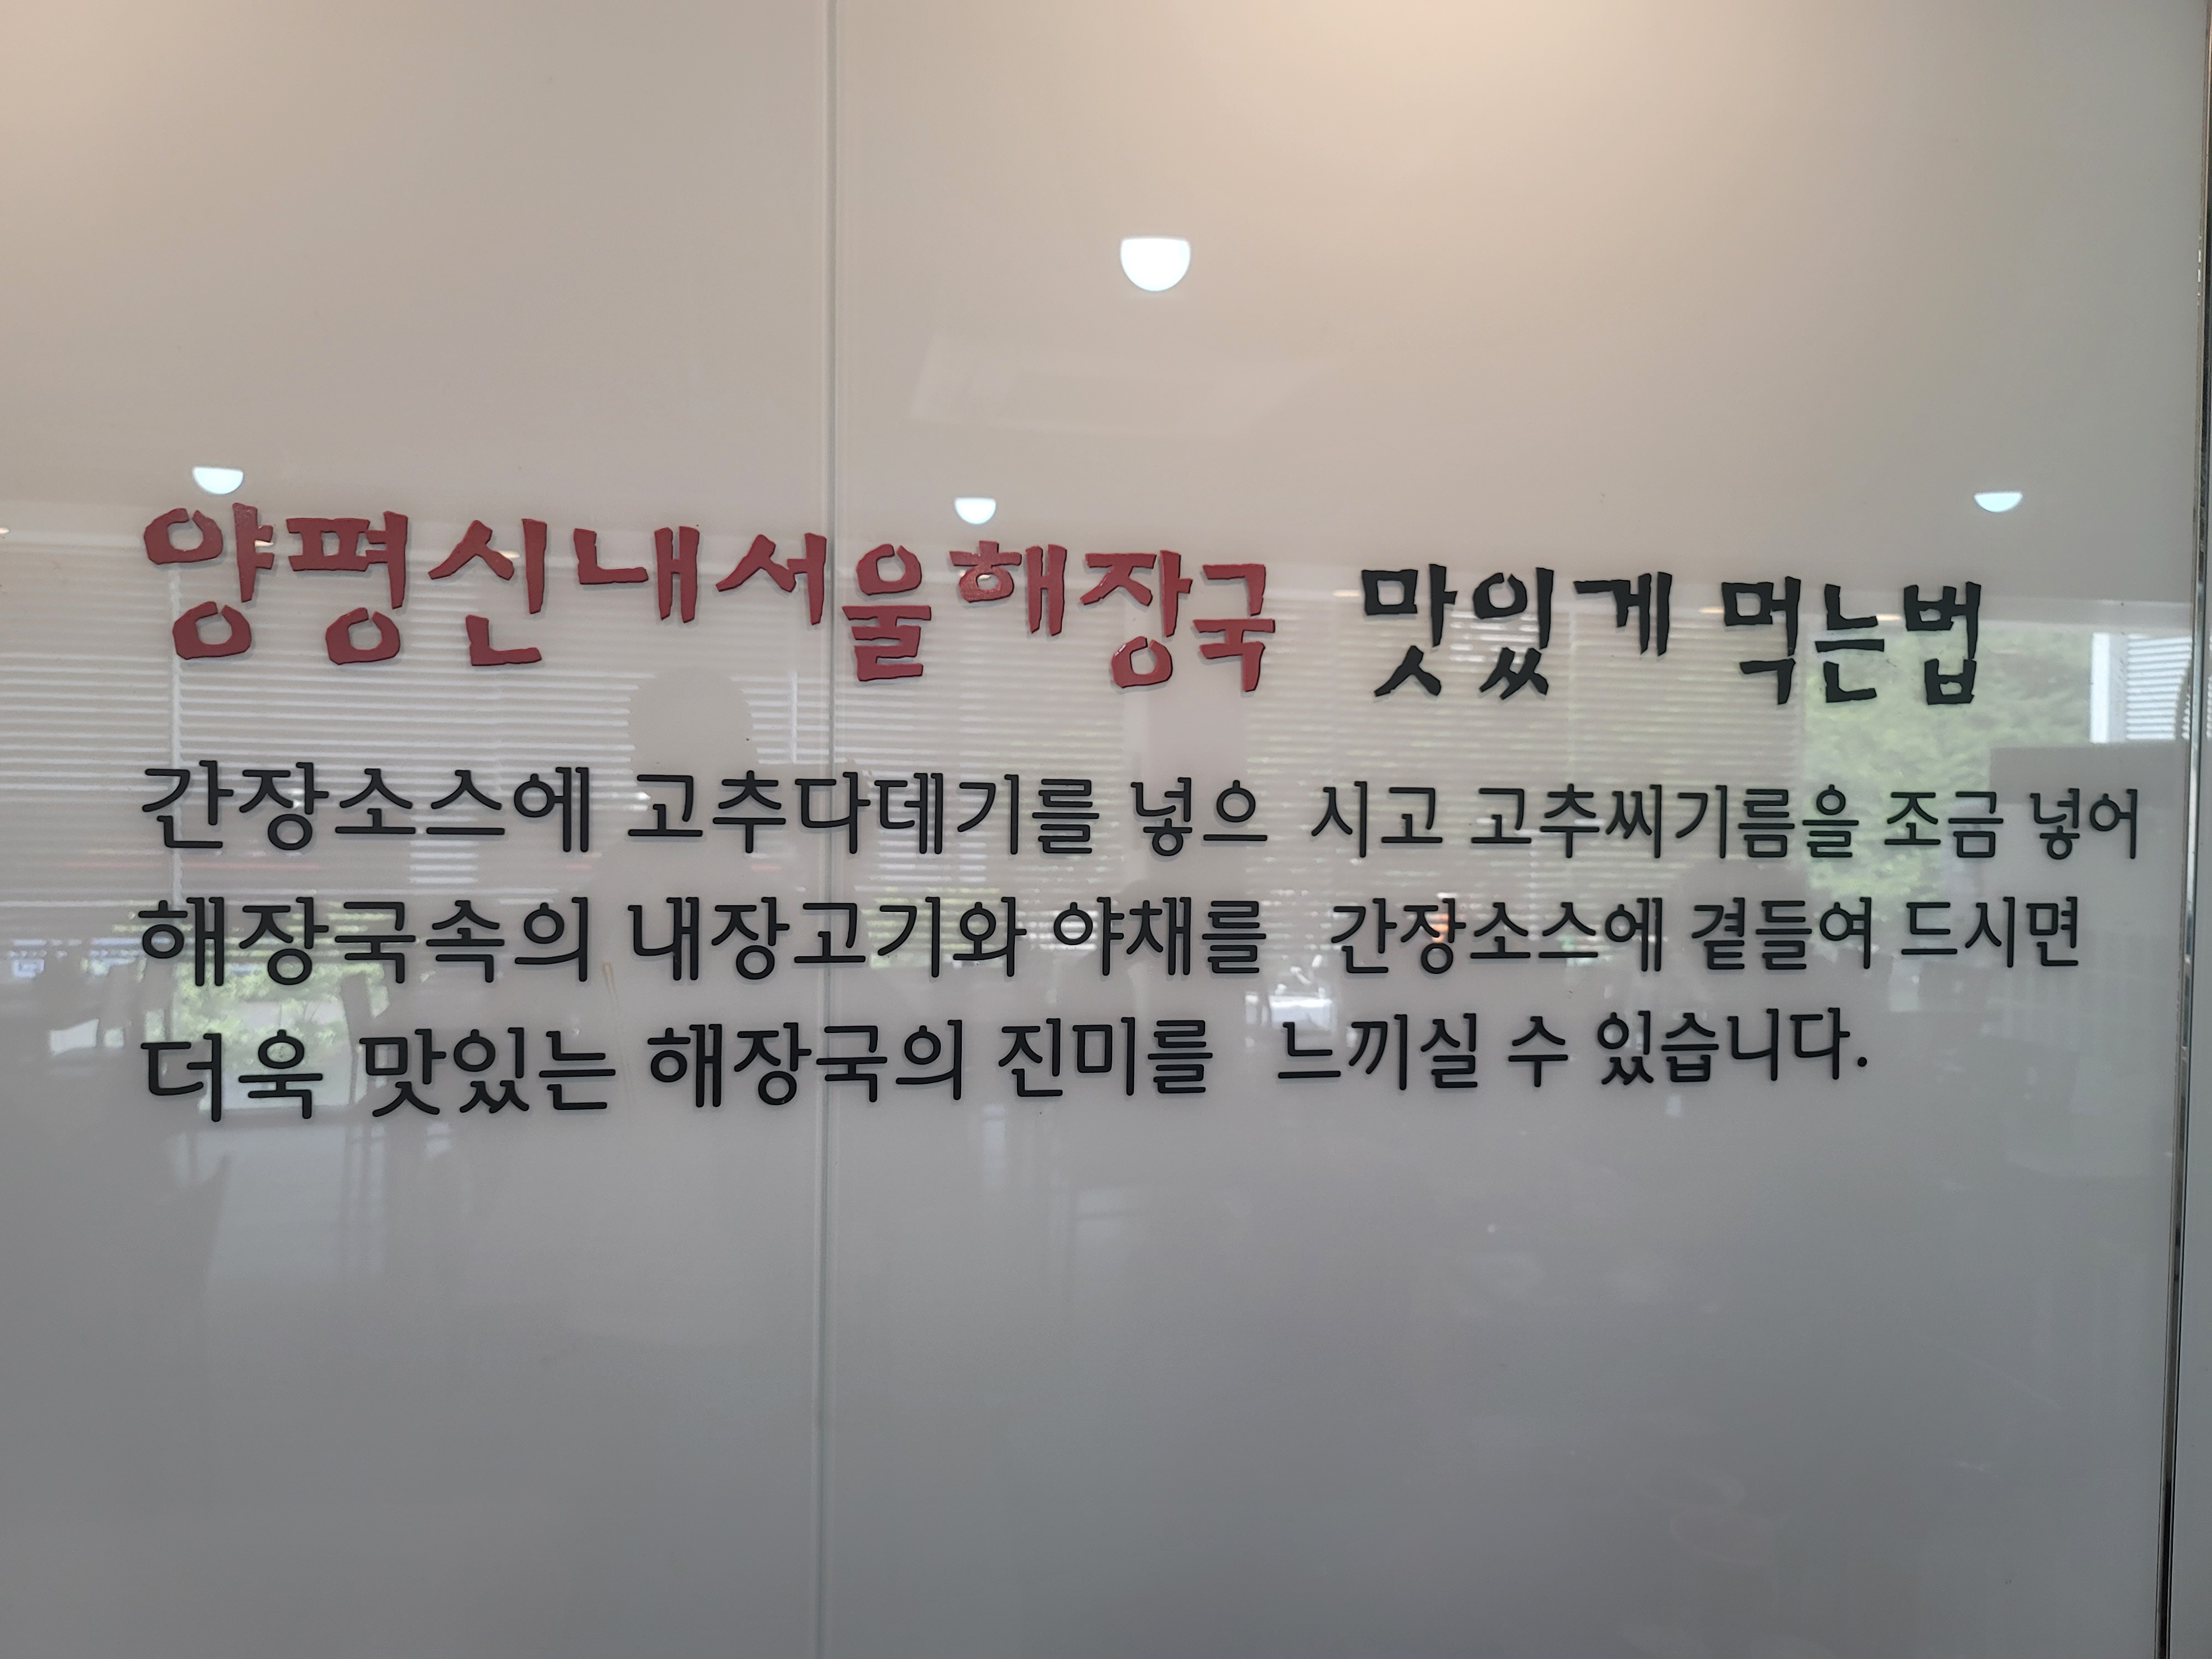 양평신내서울해장국 맛있게 먹는법
간장소스에 고추다데기를 넣으 시고 고추씨기름을 조금 넣어
해장국속의 내장고기와 야채를 간장소스에 곁들여 드시면
더욱 맛있는 해장국의 진미를 느끼실 수 있습니다.